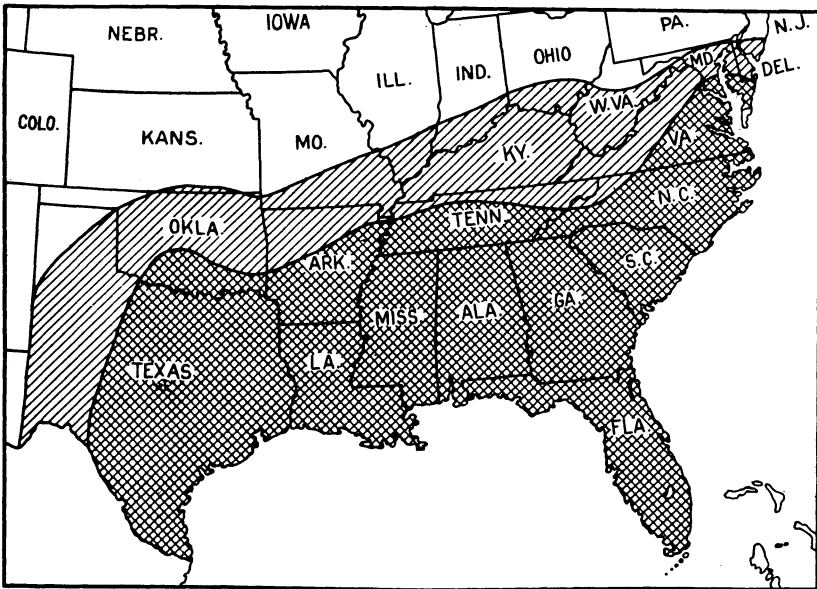 NEBR.
IOWA
PA.
N.J.
ILL.
IND.
OHIO
MD.
DEL.
COLO.
KANS.
MO.
W.VA.
KY.
VA.
OKLA.
TENN.
N.C.
ARK.
S.C.
MISS.
ALA.
GA.
TEXAS
LA.
FLA.